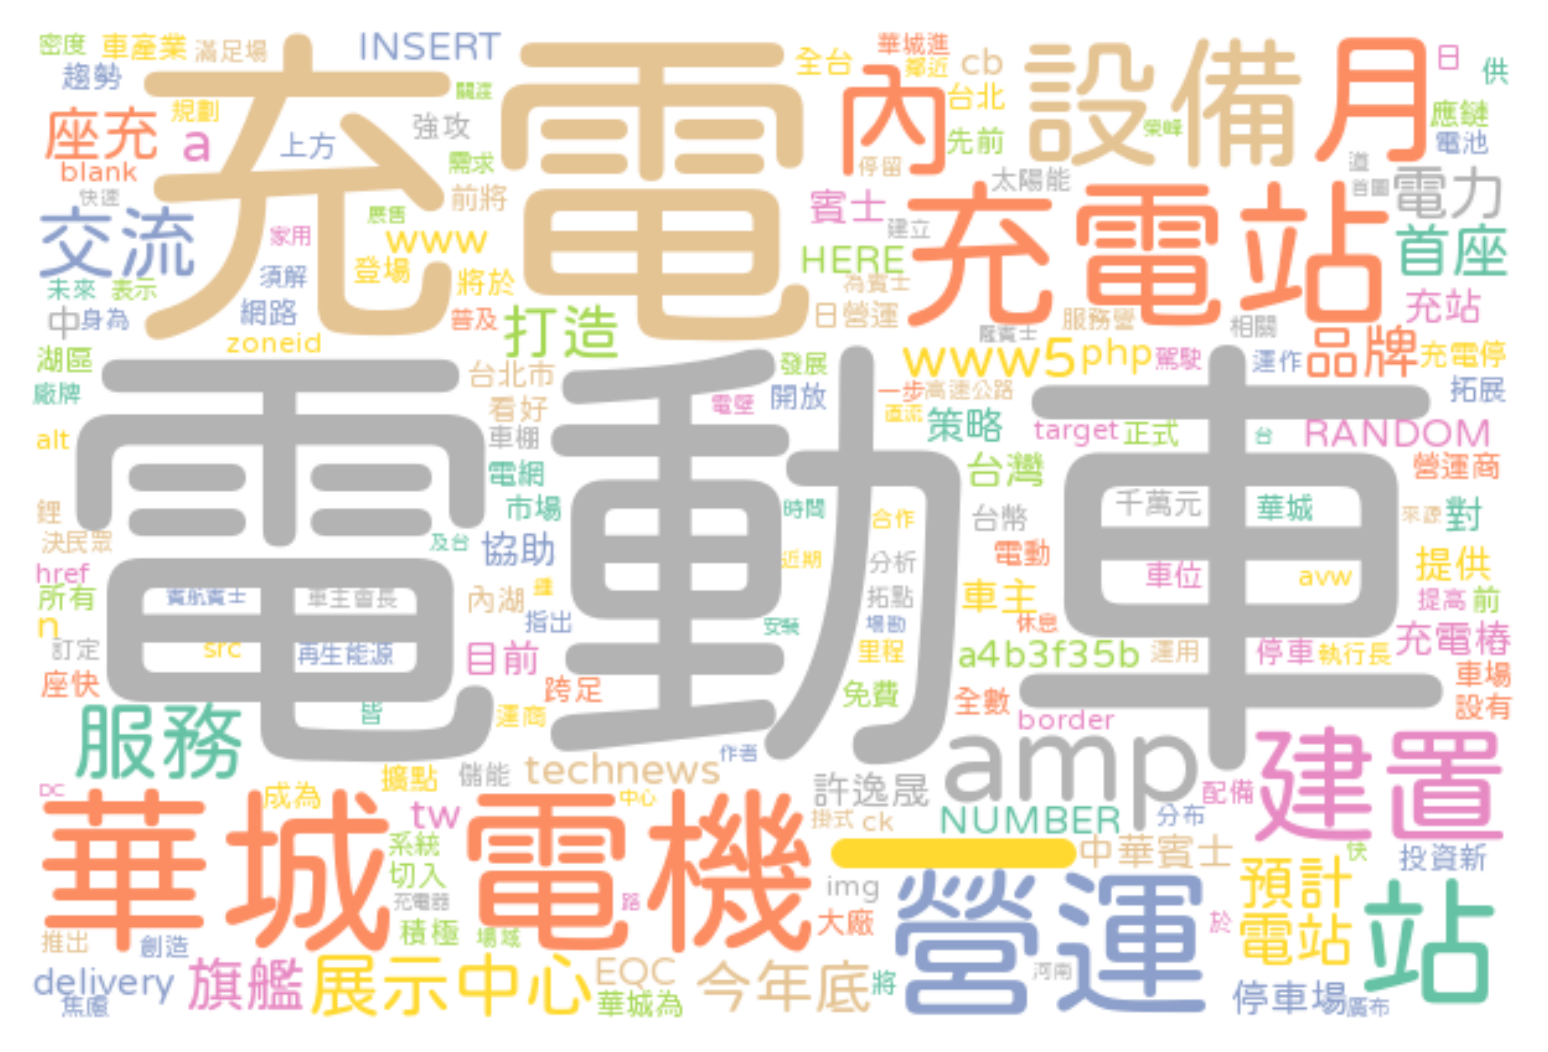 密度 車產業 滿足場 INSERT 全台 華城進 鄰近 cb 設備 月 日 供
趨勢 充電 關渡 內 台北 應鏈
座充 規劃 a 上方 強攻 先前 榮峰 電池
blank 需求 停留 太陽能 道
快速 前將 賓士 充電站 首圖 電力
交流 家用 展售 www 建立 首座
須解 登場 將於 HERE 為賓士
未來 表示 網路 普及 打造 日營運 服務營 相關 充站
中 身為 zoneid 品牌
湖區 電動車 台北市 發展 www5 php 駕駛 運作 充電停
廠牌 看好 電壁 開放 一步 高速公路 拓展
alt 車棚 直流 策略 target 正式 台 RANDOM
電網 台灣 營運商
鋰 市場 時間 合作 台幣 千萬元 華城 來源 對
決民眾 及台 協助 近期 分析 電動 提供
href 車位 avw
所有 賓航賓士 車主會長 內湖 拓點 車主 提高 前
n 指出 安裝 場勘 休息
訂定 src 再生能源 目前 里程 a4b3f35b 運用 停車 執行長 充電樁
座快 跨足 免費 全數 車場
服務 皆 運商 border 設有
擴點 儲能 technews 作者 amp 建置
DC 成為 tw 中心 許逸晟 配備
華城電機 掛式 ck NUMBER 分布
系統 一 中華賓士 快 投資新
切入 img 預計
充電器 路 大廠 營運 於 電站 站
推出 創造 積極 場域
delivery 旗艦 展示中心 EQC 今年底 將 河南 停車場
焦慮 華城為 廣布